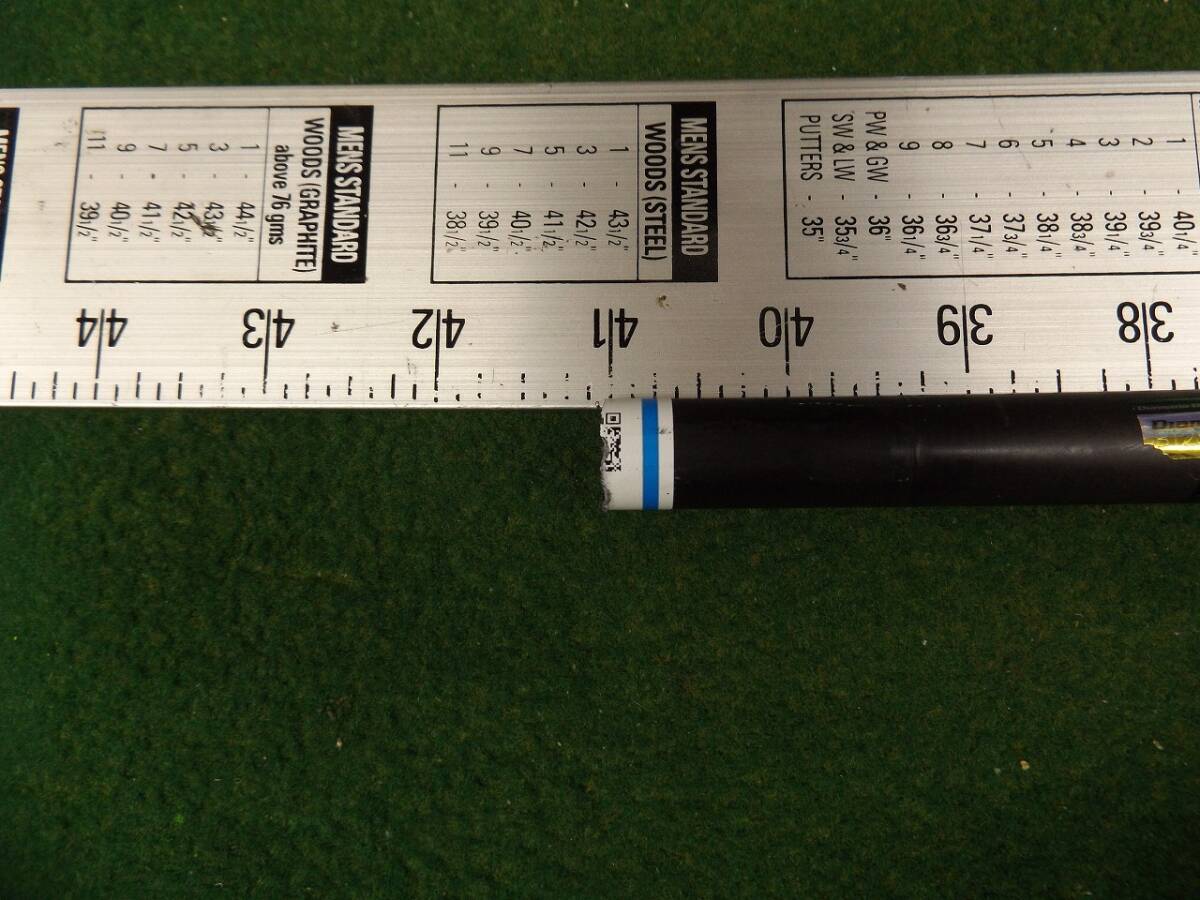 MENS STANDARD
WOODS (GRAPHITE)
above 76 gms
1 - 44 1/2"
3 - 43 1/2"
5 - 42 1/2"
7 - 41 1/2"
9 - 40 1/2"
11 - 39 1/2"
MENS STANDARD
WOODS (STEEL)
1 - 43 1/2"
3 - 42 1/2"
5 - 41 1/2"
7 - 40 1/2"
9 - 39 1/2"
11 - 38 1/2"
1 - 40 1/4"
2 - 39 3/4"
3 - 39 1/4"
4 - 38 3/4"
5 - 38 1/4"
6 - 37 3/4"
7 - 37 1/4"
8 - 36 3/4"
9 - 36 1/4"
PW & GW - 36"
SW & LW - 35 3/4"
PUTTERS - 35"
44 43 42 41 40 39 38